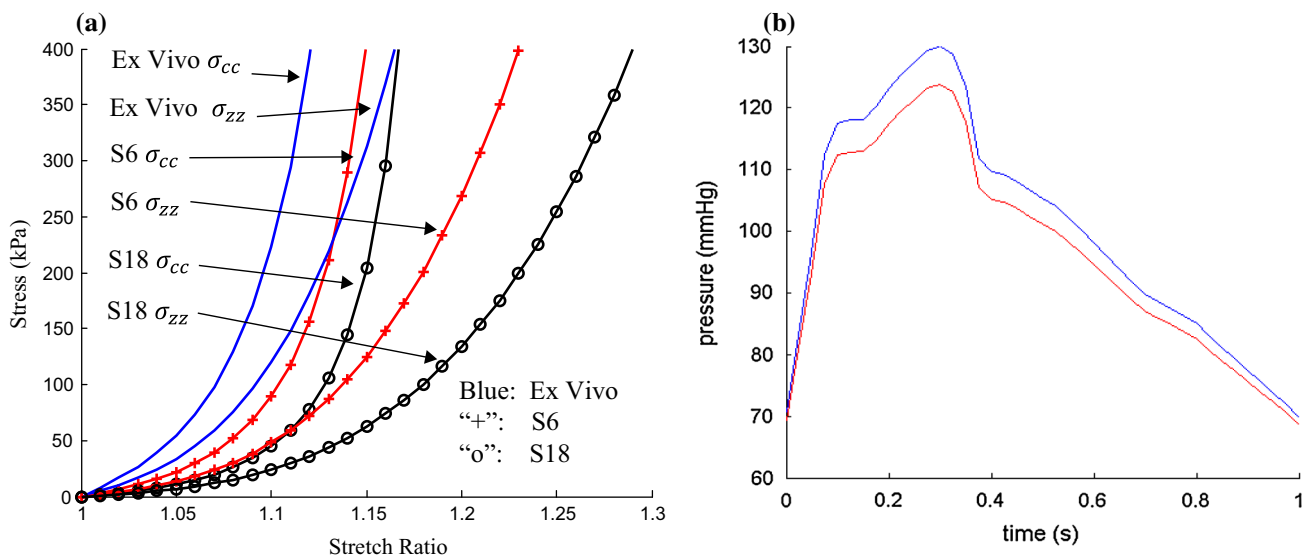 (a)
400
350
300
250
200
150
100
50
0
Stress (kPa)
1
1.05
1.1
1.15
1.2
1.25
1.3
Stretch Ratio
Ex Vivo σcc
Ex Vivo σzz
S6 σcc
S6 σzz
S18 σcc
S18 σzz
Blue: Ex Vivo
“+”: S6
“o”: S18
(b)
130
120
110
100
90
80
70
60
pressure (mmHg)
0
0.2
0.4
0.6
0.8
1
time (s)